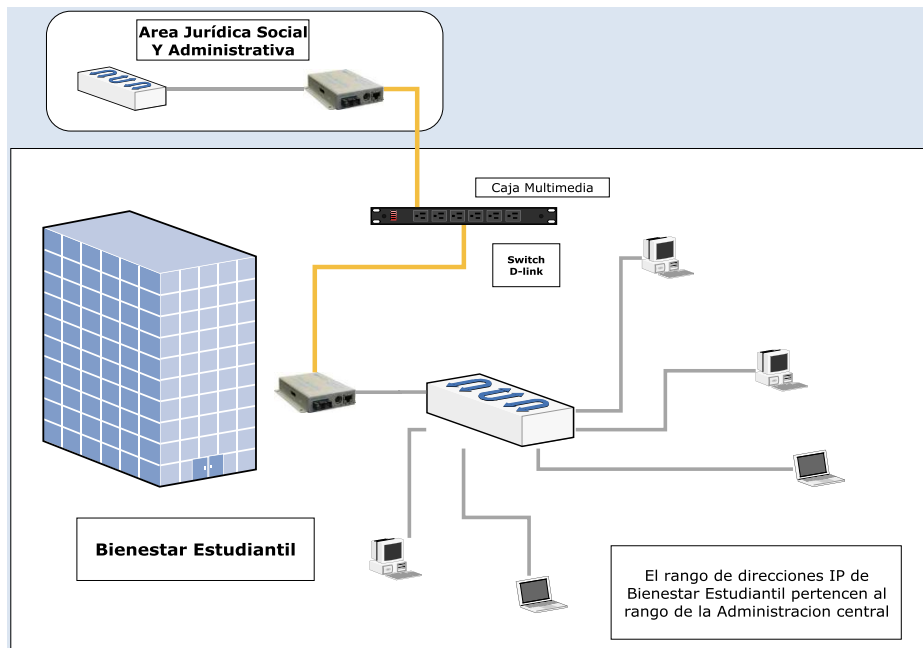 Area Jurídica Social
Y Administrativa
Caja Multimedia
Switch
D-link
Bienestar Estudiantil
El rango de direcciones IP de
Bienestar Estudiantil pertencen al
rango de la Administracion central